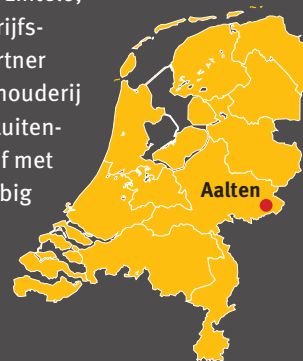 rijfs-
rtner
houderij
uiten-
f met
big
Aalten